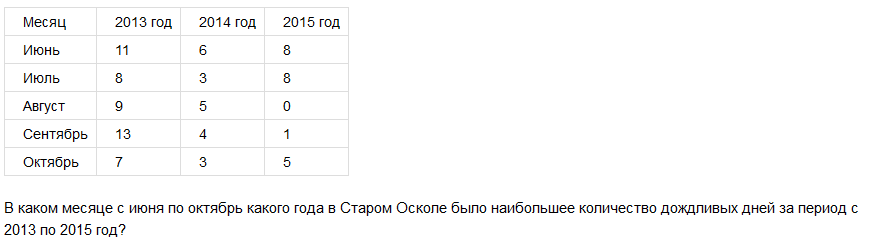 Месяц 2013 год 2014 год 2015 год
Июнь 11 6 8
Июль 8 3 8
Август 9 5 0
Сентябрь 13 4 1
Октябрь 7 3 5
В каком месяце с июня по октябрь какого года в Старом Осколе было наибольшее количество дождливых дней за период с
2013 по 2015 год?